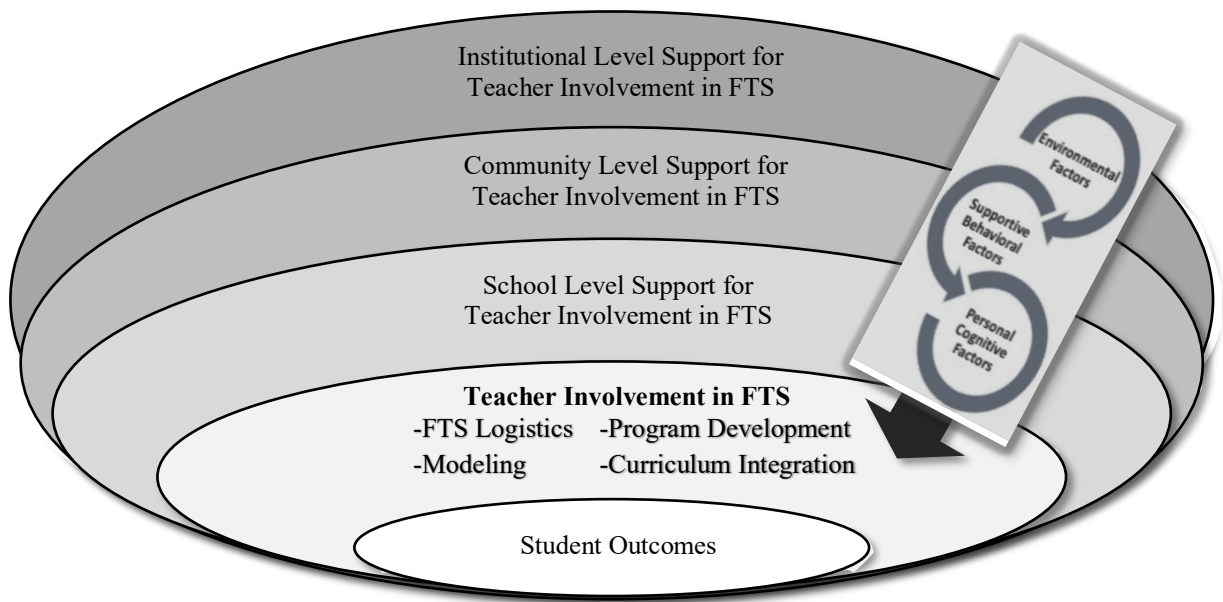 Institutional Level Support for
Teacher Involvement in FTS
Community Level Support for
Teacher Involvement in FTS
School Level Support for
Teacher Involvement in FTS
Environmental
Factors
Supportive
Behavioral
Factors
Personal
Cognitive
Factors
Teacher Involvement in FTS
-FTS Logistics -Program Development
-Modeling -Curriculum Integration
Student Outcomes